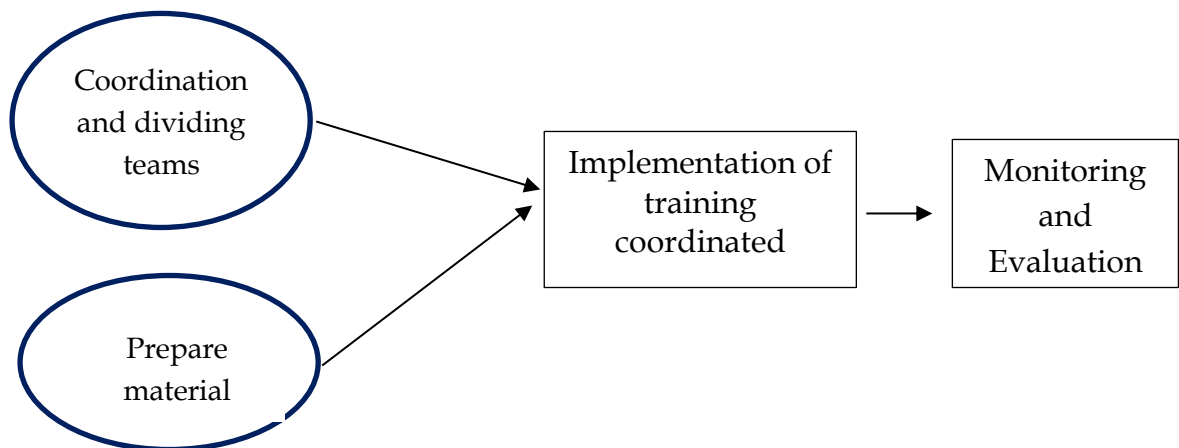 Coordination
and dividing
teams
Prepare
material
Implementation of
training
coordinated
Monitoring
and
Evaluation